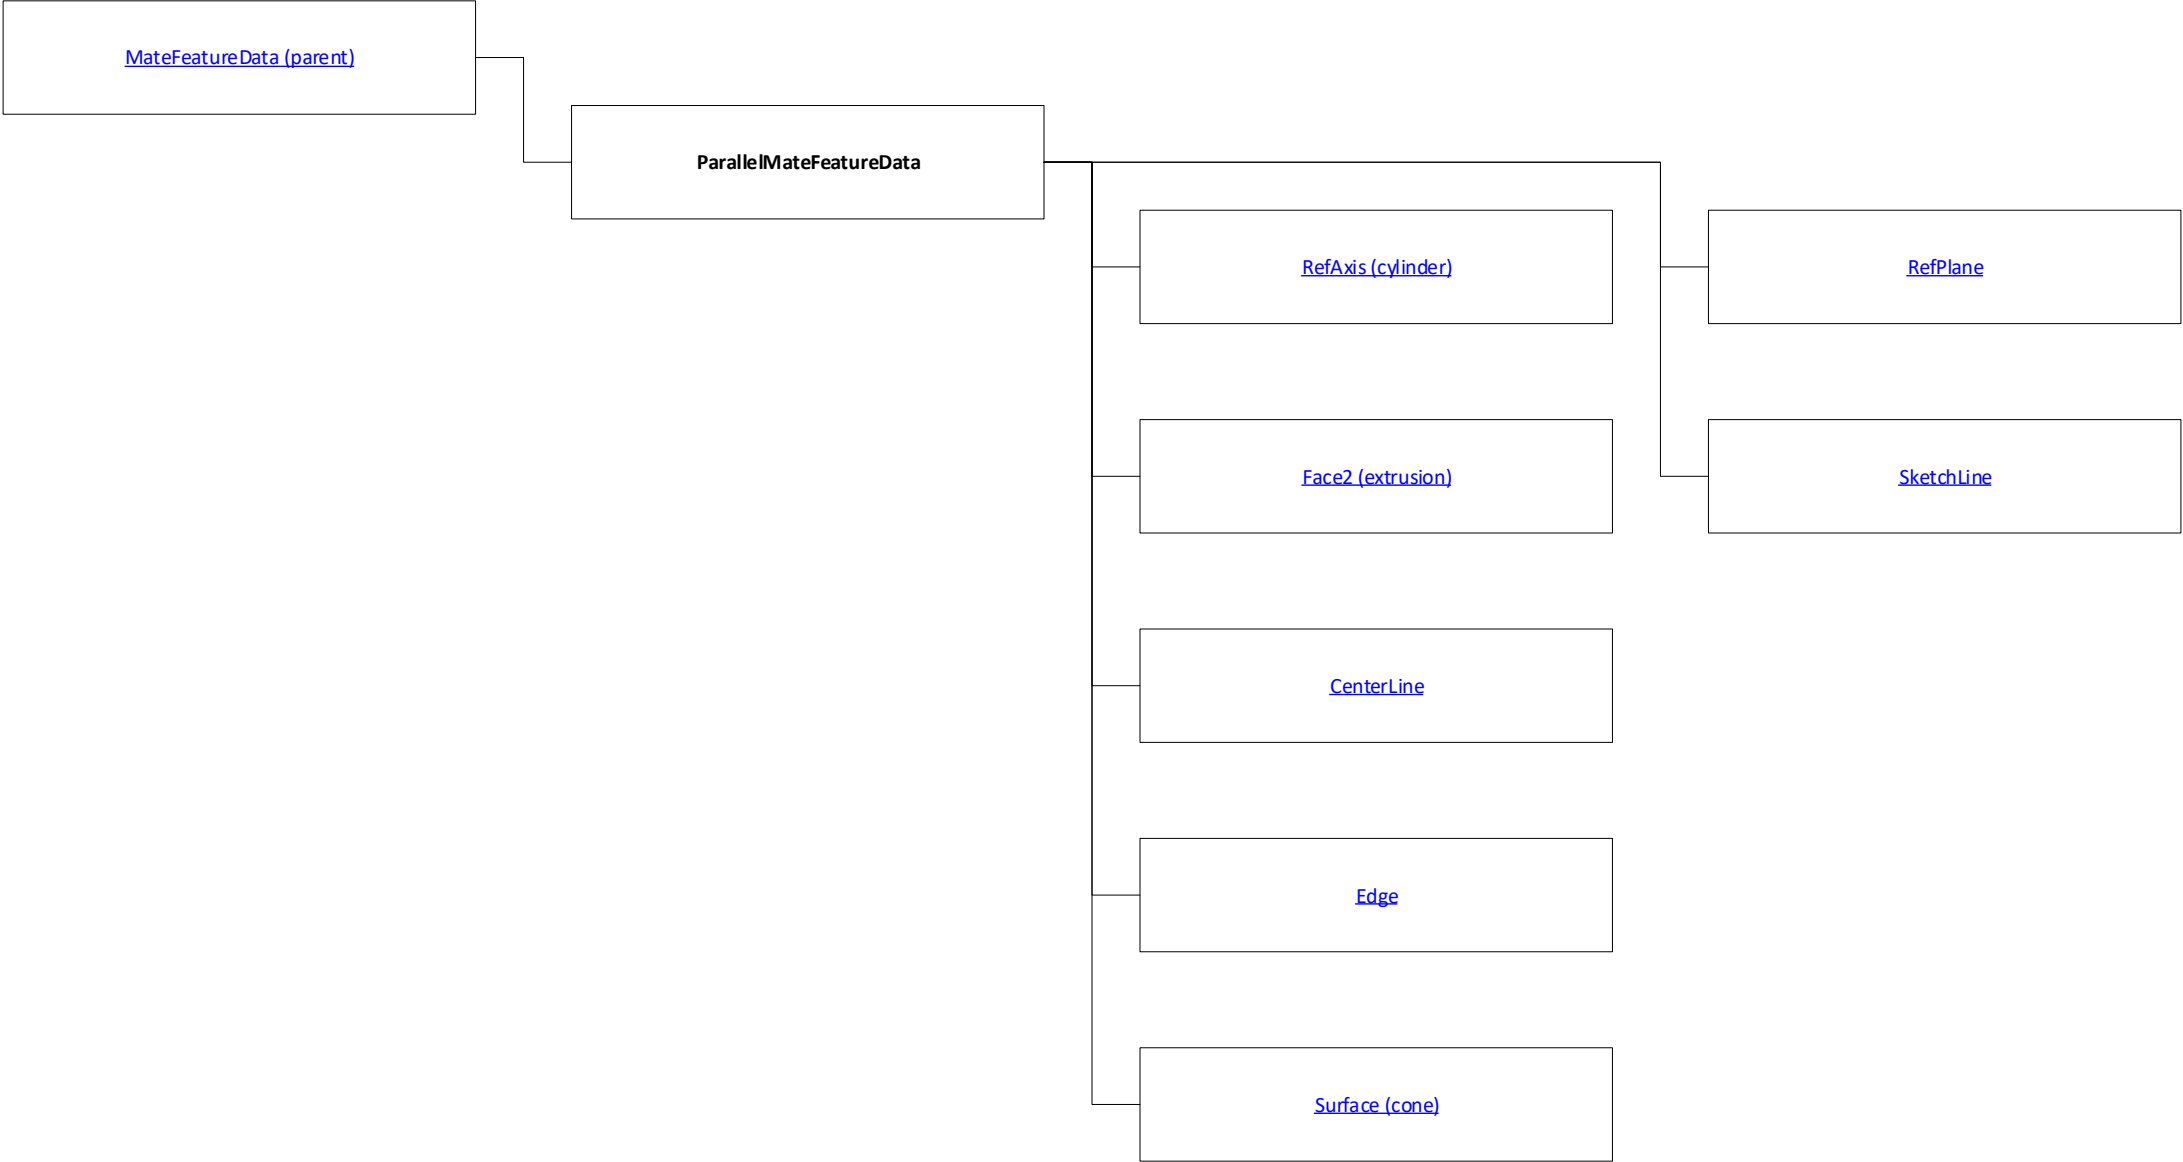 MateFeatureData (parent)
ParallelMateFeatureData
RefAxis (cylinder)
RefPlane
Face2 (extrusion)
SketchLine
CenterLine
Edge
Surface (cone)